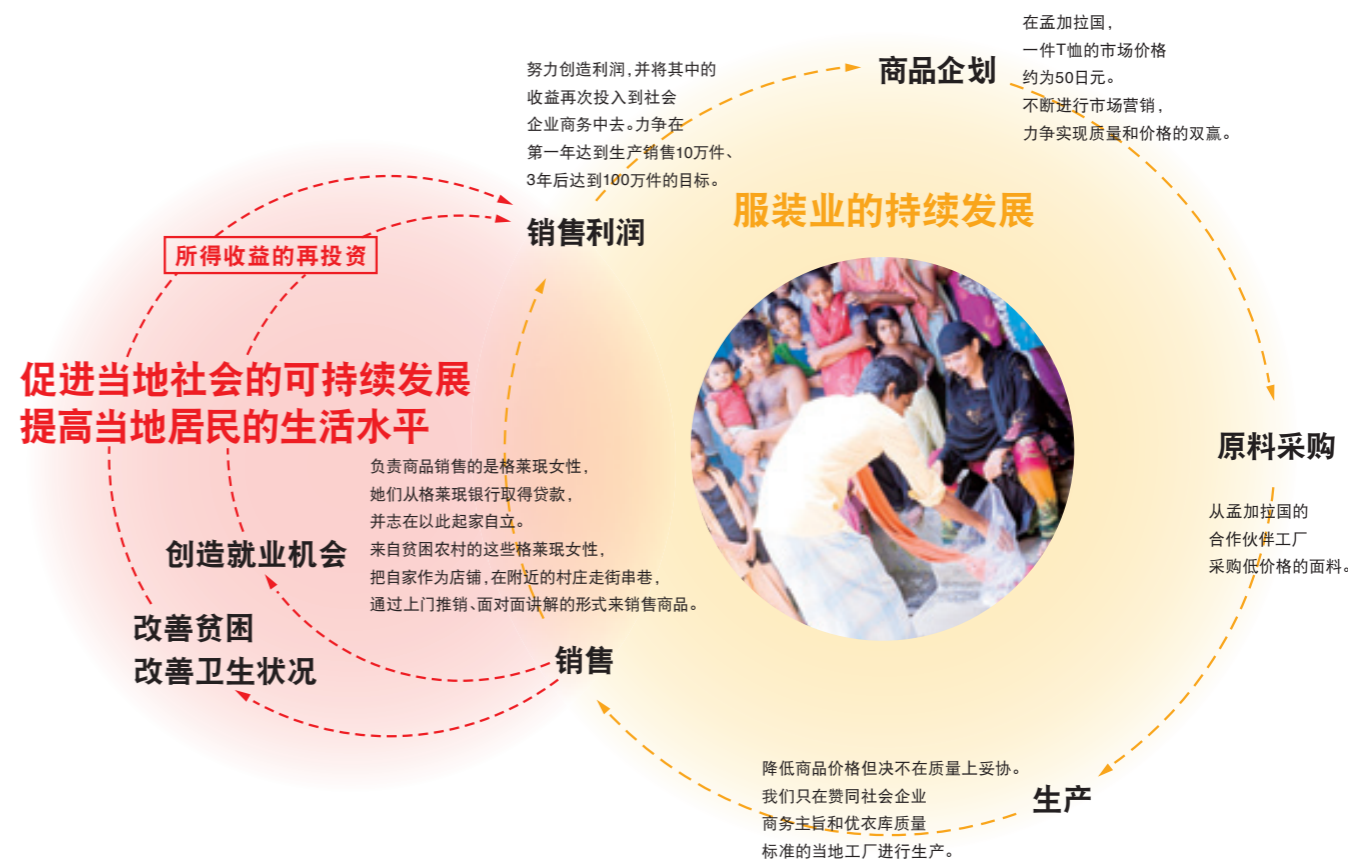 在孟加拉国，
一件T恤的市场价格
约为50日元。
不断进行市场营销，
力争实现质量和价格的双赢。
商品企划
努力创造利润，并将其中的
收益再次投入到社会
企业商务中去。力争在
第一年达到生产销售10万件、
3年后达到100万件的目标。
销售利润
服装业的持续发展
所得收益的再投资
促进当地社会的可持续发展
提高当地居民的生活水平
原料采购
从孟加拉国的
合作伙伴工厂
采购低价格的面料。
负责商品销售的是格莱珉女性，
她们从格莱珉银行取得贷款，
并志在以此起家自立。
来自贫困农村的这些格莱珉女性，
把自家作为店铺，在附近的村庄走街串巷，
通过上门推销、面对面讲解的形式来销售商品。
创造就业机会
改善贫困
改善卫生状况
销售
生产
降低商品价格但决不在质量上妥协。
我们只在赞同社会企业
商务主旨和优衣库质量
标准的当地工厂进行生产。